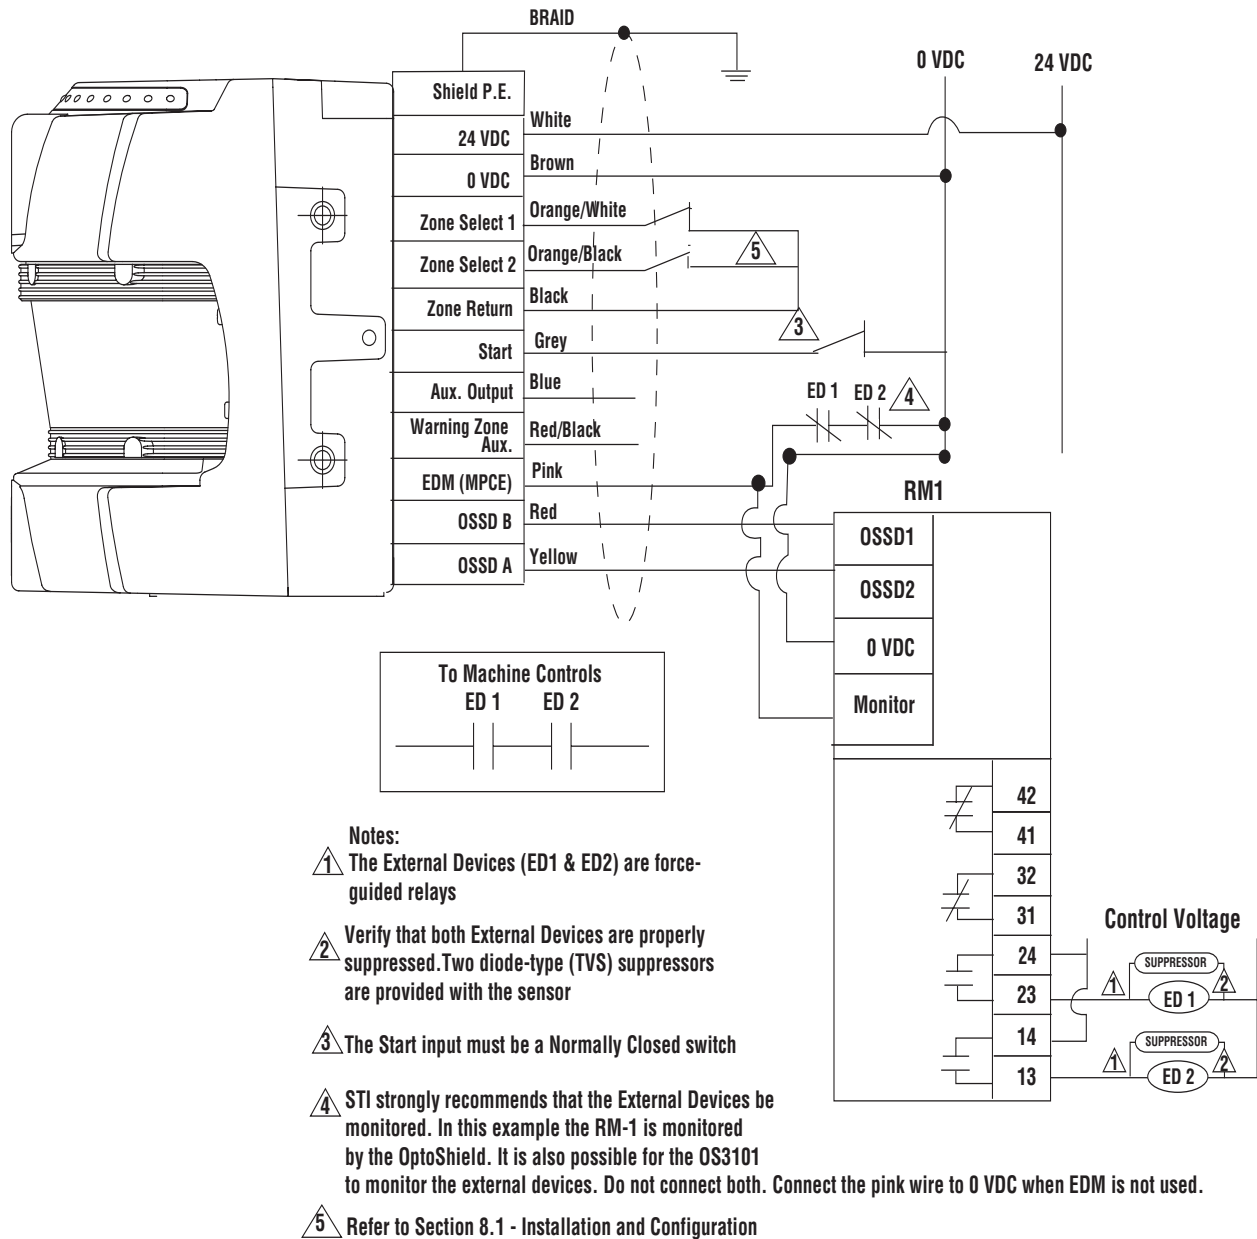 BRAID
0 VDC
24 VDC
Shield P.E.
24 VDC
White
0 VDC
Brown
Zone Select 1
Orange/White
Zone Select 2
Orange/Black
5
Zone Return
Black
3
Start
Grey
Aux. Output
Blue
ED 1
ED 2
4
Warning Zone
Aux.
Red/Black
EDM (MPCE)
Pink
OSSD B
Red
OSSD A
Yellow
RM1
OSSD1
OSSD2
0 VDC
Monitor
To Machine Controls
ED 1
ED 2
42
41
32
31
24
23
14
13
Control Voltage
SUPPRESSOR
1
ED 1
2
SUPPRESSOR
1
ED 2
2
Notes:
1 The External Devices (ED1 & ED2) are force-
guided relays
2 Verify that both External Devices are properly
suppressed.Two diode-type (TVS) suppressors
are provided with the sensor
3 The Start input must be a Normally Closed switch
4 STI strongly recommends that the External Devices be
monitored. In this example the RM-1 is monitored
by the OptoShield. It is also possible for the OS3101
to monitor the external devices. Do not connect both. Connect the pink wire to 0 VDC when EDM is not used.
5 Refer to Section 8.1 - Installation and Configuration